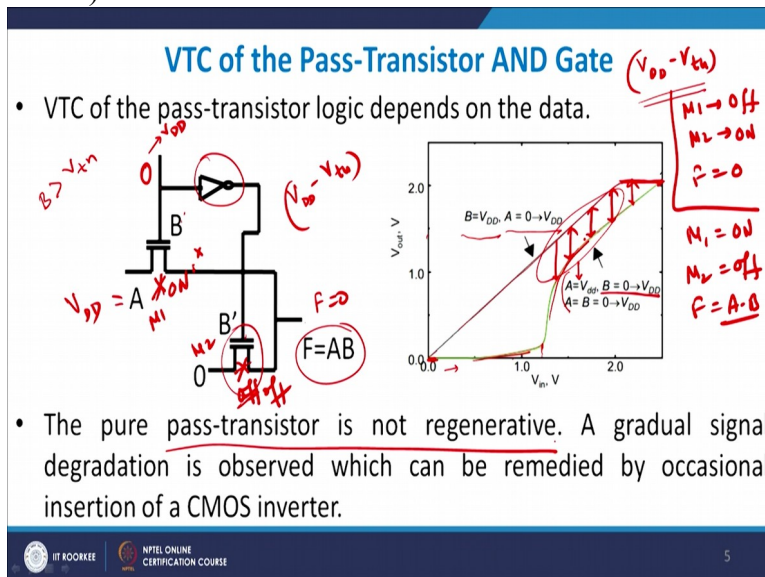 VTC of the Pass-Transistor AND Gate
(VDD-Vtn)
• VTC of the pass-transistor logic depends on the data.
M1→Off
M2→ON
F=0
M1=ON
M2=off
F=A·B
B>Vtn
0→VDD
B
VDD=A
ON
M1
(VDD-Vtn)
M2
B'
0
off
F=0
F=AB
Vout, V
2.0
1.0
0.0
B=VDD, A = 0→VDD
A=Vdd, B = 0→VDD
A= B = 0→VDD
0.0 1.0 2.0
Vin, V
• The pure pass-transistor is not regenerative. A gradual signa
degradation is observed which can be remedied by occasiona
insertion of a CMOS inverter.
IIT ROORKEE
NPTEL ONLINE
CERTIFICATION COURSE
5